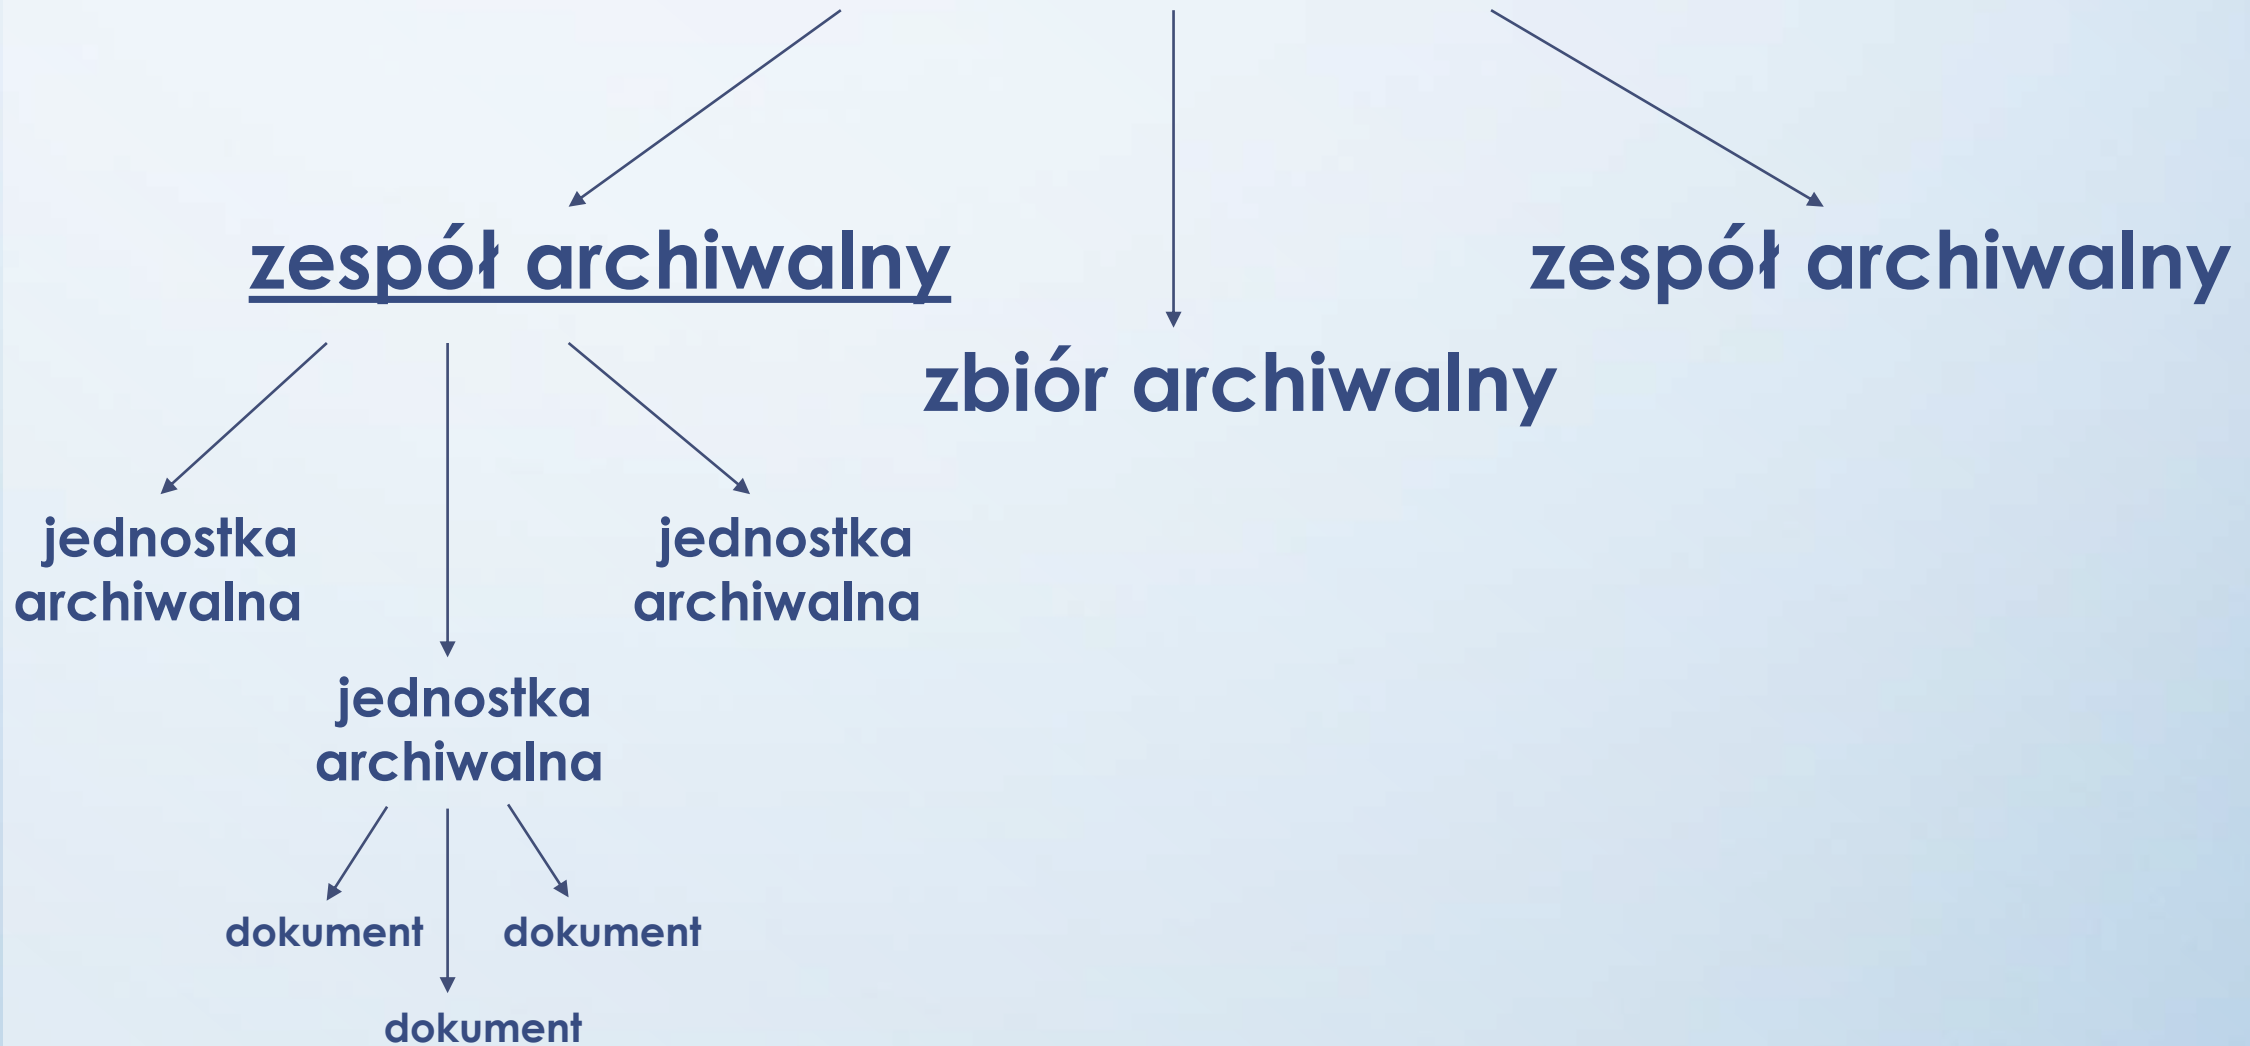 zespół archiwalny
zespół archiwalny
zbiór archiwalny
jednostka
archiwalna
jednostka
archiwalna
jednostka
archiwalna
dokument
dokument
dokument